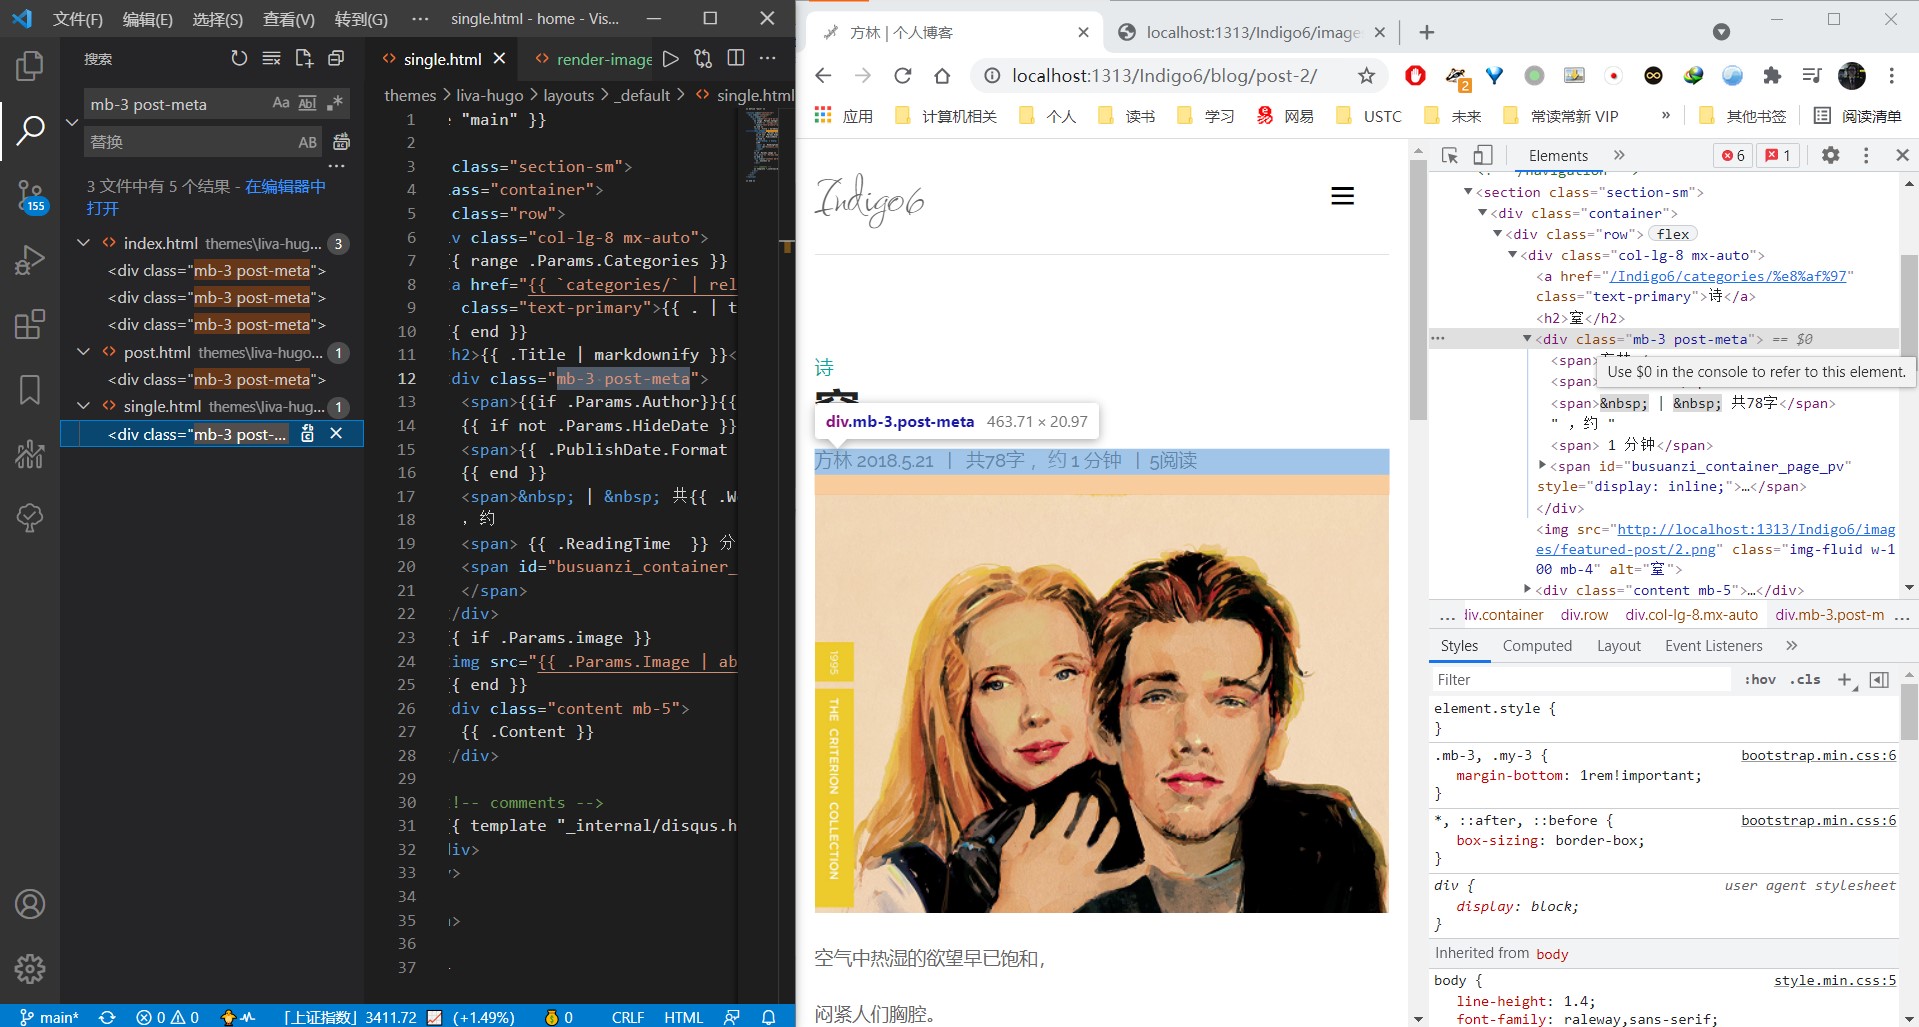 文件(F) 编辑(E) 选择(S) 查看(V) 转到(G) ··· single.html - home - Vis...
搜索
mb-3 post-meta Aa Abl .*
替换 AB
3 文件中有 5 个结果 - 在编辑器中
打开
index.html themes\liva-hug... 3
<div class="mb-3 post-meta">
<div class="mb-3 post-meta">
<div class="mb-3 post-meta">
post.html themes\liva-hugo... 1
<div class="mb-3 post-meta">
single.html themes\liva-hug... 1
<div class="mb-3 post-...
155
single.html render-image
themes > liva-hugo > layouts > _default > single.html
1 e "main" }}
2
3 class="section-sm">
4 lass="container">
5 class="row">
6 v class="col-lg-8 mx-auto">
7 { range .Params.Categories }}
8 a href="{{ `categories/` | rel
9 class="text-primary">{{ . | t
10 { end }}
11 h2>{{ .Title | markdownify }}<
12 div class="mb-3 post-meta">
13 <span>{{if .Params.Author}}{{
14 {{ if not .Params.HideDate }}
15 <span>{{ .PublishDate.Format
16 {{ end }}
17 <span>&nbsp; | &nbsp; 共{{ .W
18 ，约
19 <span> {{ .ReadingTime }} 分
20 <span id="busuanzi_container_
21 </span>
22 /div>
23 { if .Params.image }}
24 img src="{{ .Params.Image | ab
25 { end }}
26 div class="content mb-5">
27 {{ .Content }}
28 /div>
29
30 !-- comments -->
31 { template "_internal/disqus.h
32 div>
33 >
34
35 >
36
37
main* 0 0 「上证指数」3411.72 (+1.49%) 0 CRLF HTML
方林 | 个人博客 localhost:1313/Indigo6/image
localhost:1313/Indigo6/blog/post-2/
2
应用 计算机相关 个人 读书 学习 网易 USTC 未来 常读常新 VIP » 其他书签 阅读清单
Indigo6
诗
div.mb-3.post-meta 463.71 × 20.97
方林 2018.5.21 | 共78字 ，约 1 分钟 | 5阅读
1995
THE CRITERION COLLECTION
空气中热湿的欲望早已饱和，
闷紧人们胸腔。
Elements » 6 1
<section class="section-sm">
<div class="container">
<div class="row"> flex
<div class="col-lg-8 mx-auto">
<a href="/Indigo6/categories/%e8%af%97"
class="text-primary">诗</a>
<h2>窒</h2>
··· <div class="mb-3 post-meta"> == $0
<span>
Use $0 in the console to refer to this element.
<span>
<span>&nbsp; | &nbsp; 共78字</span>
" ，约 "
<span> 1 分钟</span>
<span id="busuanzi_container_page_pv"
style="display: inline;">…</span>
</div>
<img src="http://localhost:1313/Indigo6/imag
es/featured-post/2.png" class="img-fluid w-1
00 mb-4" alt="窒">
<div class="content mb-5">…</div>
... div.container div.row div.col-lg-8.mx-auto div.mb-3.post-m ...
Styles Computed Layout Event Listeners »
Filter :hov .cls +
element.style {
}
.mb-3, .my-3 { bootstrap.min.css:6
margin-bottom: 1rem!important;
}
*, ::after, ::before { bootstrap.min.css:6
box-sizing: border-box;
}
div { user agent stylesheet
display: block;
}
Inherited from body
body { style.min.css:5
line-height: 1.4;
font-family: raleway,sans-serif;